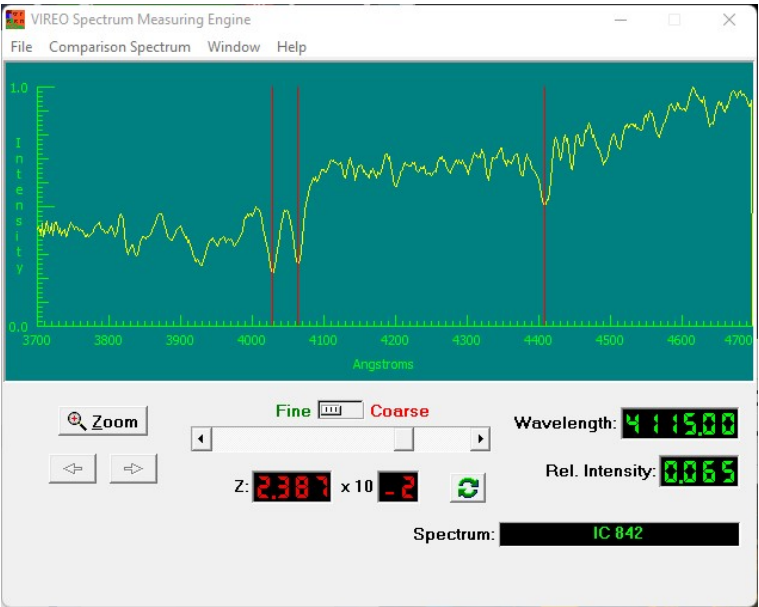 VIREO Spectrum Measuring Engine
File Comparison Spectrum Window Help
1.0
Intensity
0.0
3700 3800 3900 4000 4100 4200 4300 4400 4500 4600 4700
Angstroms
Zoom
Fine Coarse
Wavelength: 4115.00
Rel. Intensity: 0.065
Z: 2.387 x 10 -2
Spectrum: IC 842